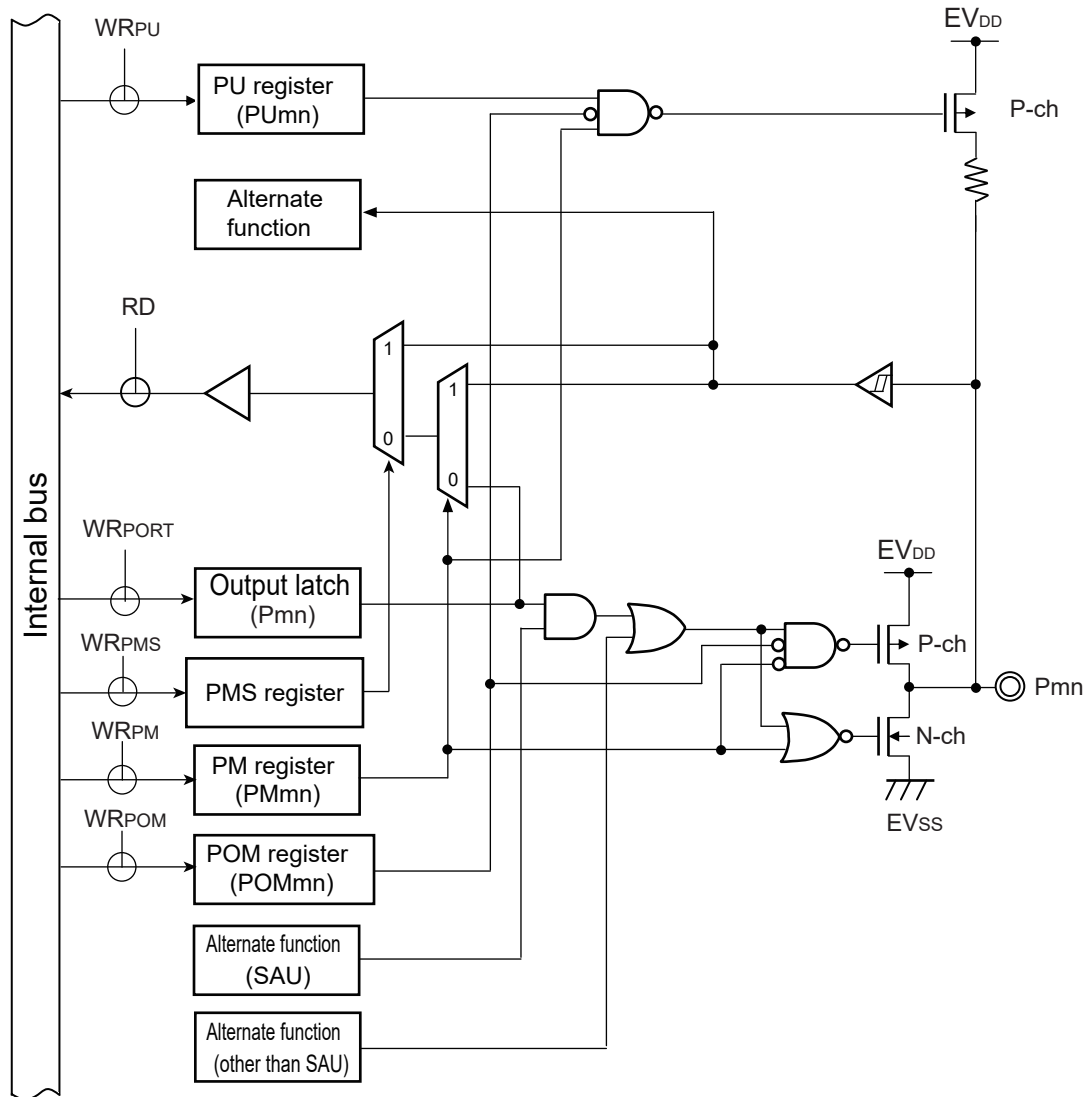 WRPU
EVDD
PU register
(PUmn)
P-ch
Alternate
function
RD
1
1
0
0
Internal bus
WRPORT
Output latch
(Pmn)
EVDD
P-ch
WRPMS
PMS register
Pmn
WRPM
PM register
(PMmn)
N-ch
EVSS
WRPOM
POM register
(POMmn)
Alternate function
(SAU)
Alternate function
(other than SAU)